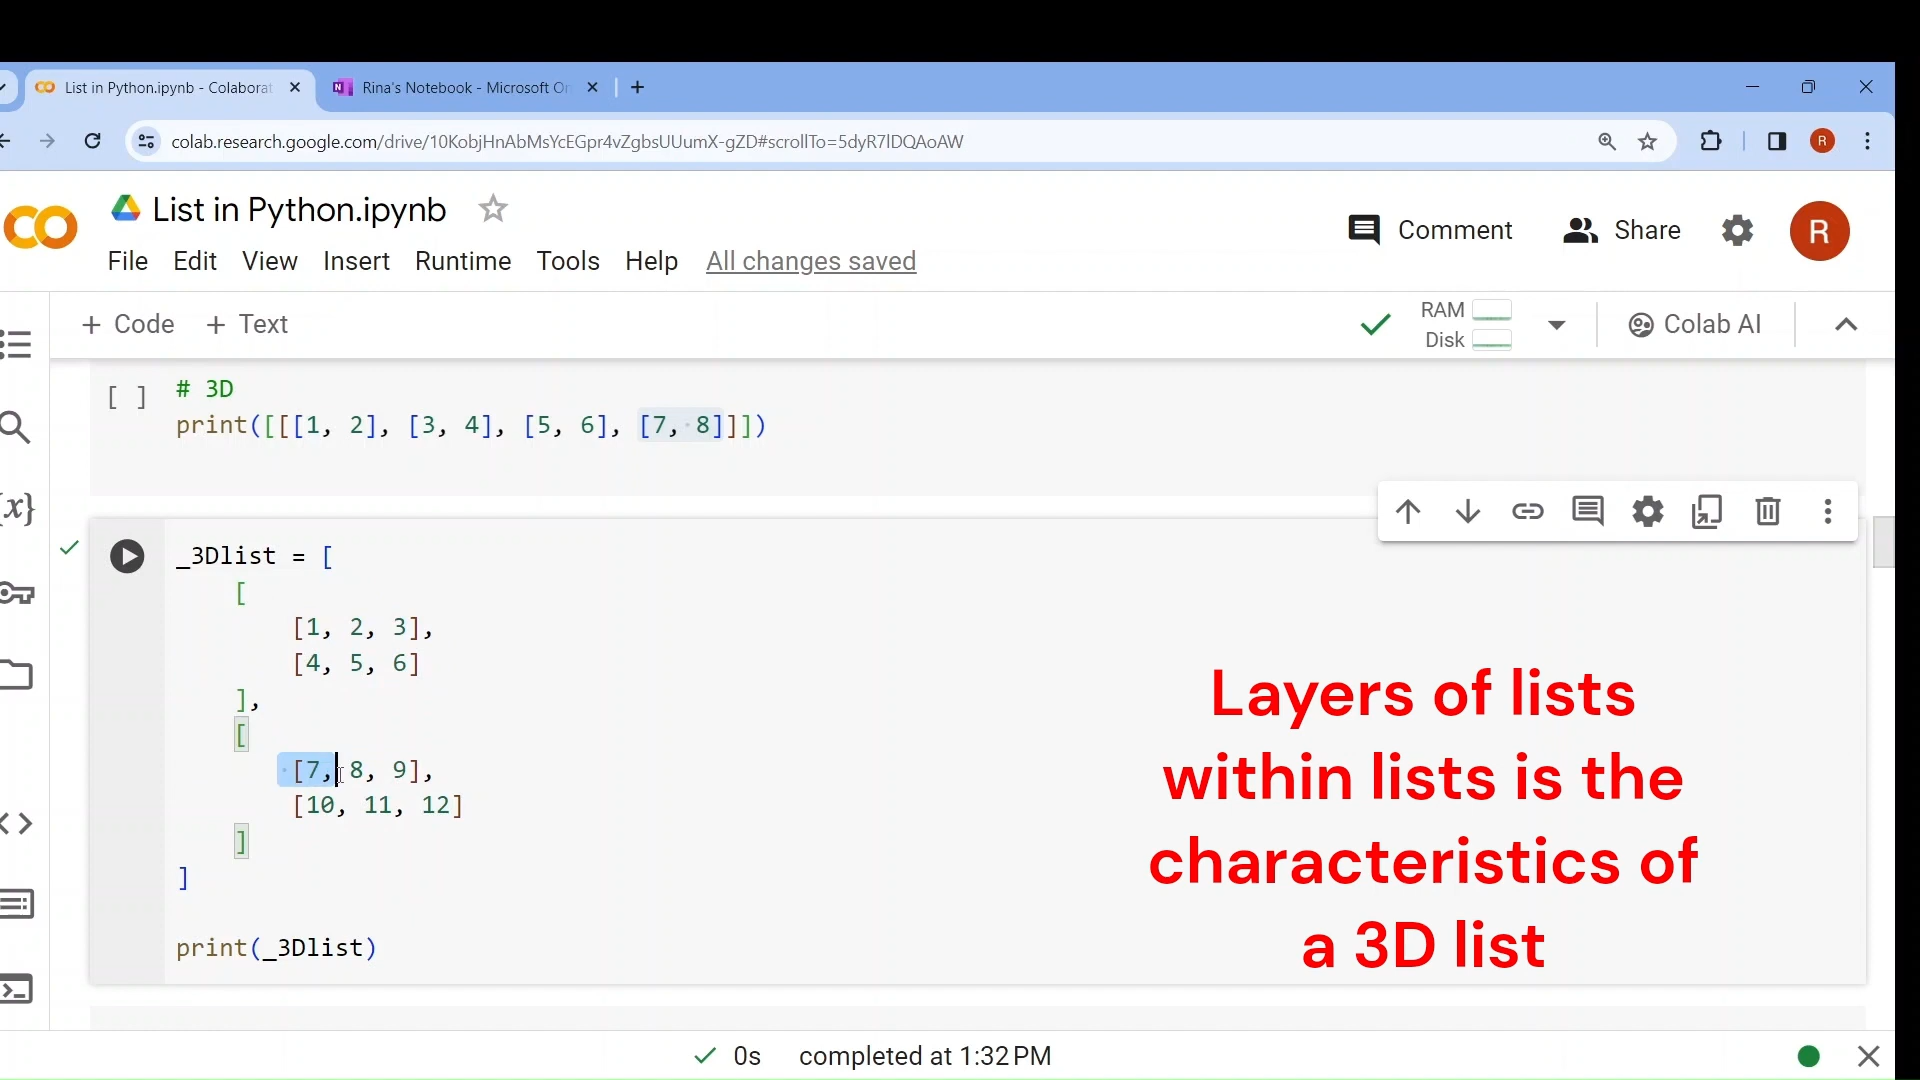 List in Python.ipynb - Colaborat
Rina's Notebook - Microsoft On
colab.research.google.com/drive/10KobjHnAbMsYcEGpr4vZgbsUUumX-gZD#scrollTo=5dyR7lDQAoAW
R
List in Python.ipynb
Comment
Share
R
File Edit View Insert Runtime Tools Help All changes saved
+ Code + Text
RAM
Disk
Colab AI
[ ] # 3D
print([[[1, 2], [3, 4], [5, 6], [7, 8]]])
{x}
_3Dlist = [
[
[1, 2, 3],
[4, 5, 6]
],
[
[7, 8, 9],
[10, 11, 12]
]
]
print(_3Dlist)
Layers of lists
within lists is the
characteristics of
a 3D list
0s completed at 1:32 PM